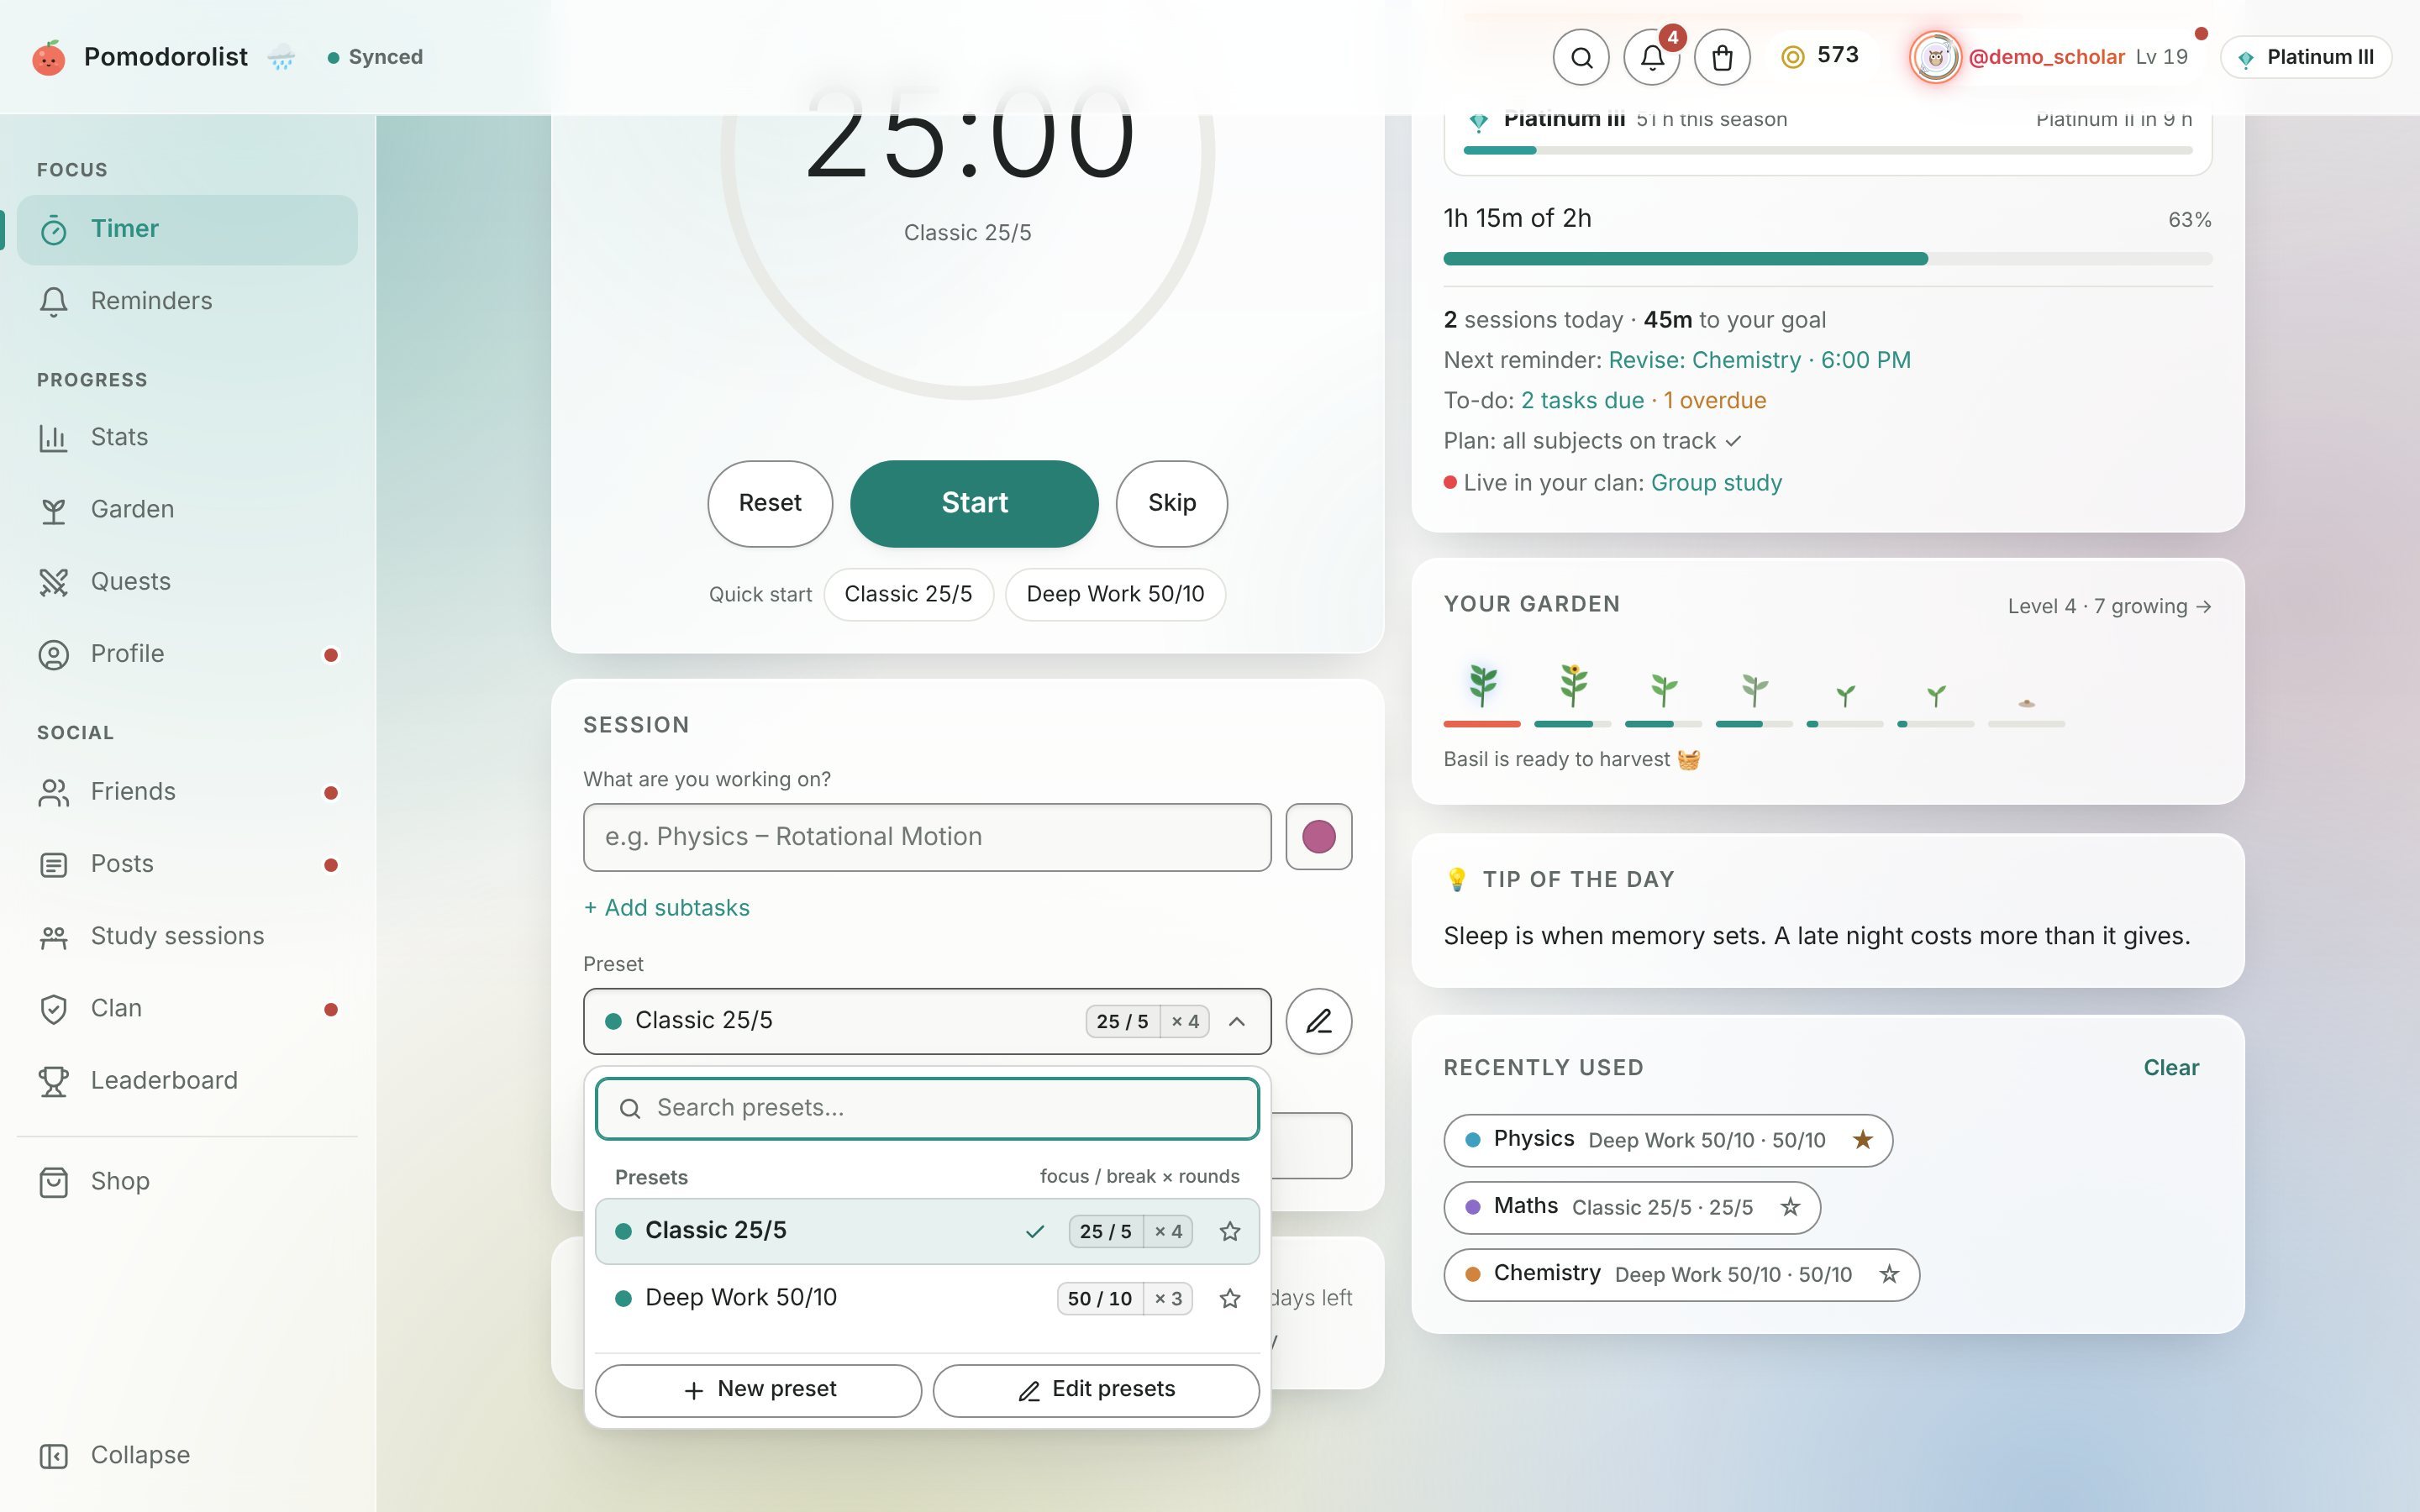 Pomodorolist
Synced
4
573
@demo_scholar Lv 19
Platinum III
FOCUS
Timer
Reminders
PROGRESS
Stats
Garden
Quests
Profile
SOCIAL
Friends
Posts
Study sessions
Clan
Leaderboard
Shop
Collapse
25:00
Classic 25/5
Reset
Start
Skip
Quick start
Classic 25/5
Deep Work 50/10
SESSION
What are you working on?
e.g. Physics – Rotational Motion
+ Add subtasks
Preset
Classic 25/5 25 / 5 × 4
Search presets...
Presets focus / break × rounds
Classic 25/5 25 / 5 × 4
Deep Work 50/10 50 / 10 × 3
days left
New preset
Edit presets
Platinum III 51 h this season Platinum II in 9 h
1h 15m of 2h 63%
2 sessions today · 45m to your goal
Next reminder: Revise: Chemistry · 6:00 PM
To-do: 2 tasks due · 1 overdue
Plan: all subjects on track ✓
Live in your clan: Group study
YOUR GARDEN Level 4 · 7 growing →
Basil is ready to harvest
TIP OF THE DAY
Sleep is when memory sets. A late night costs more than it gives.
RECENTLY USED Clear
Physics Deep Work 50/10 · 50/10
Maths Classic 25/5 · 25/5
Chemistry Deep Work 50/10 · 50/10